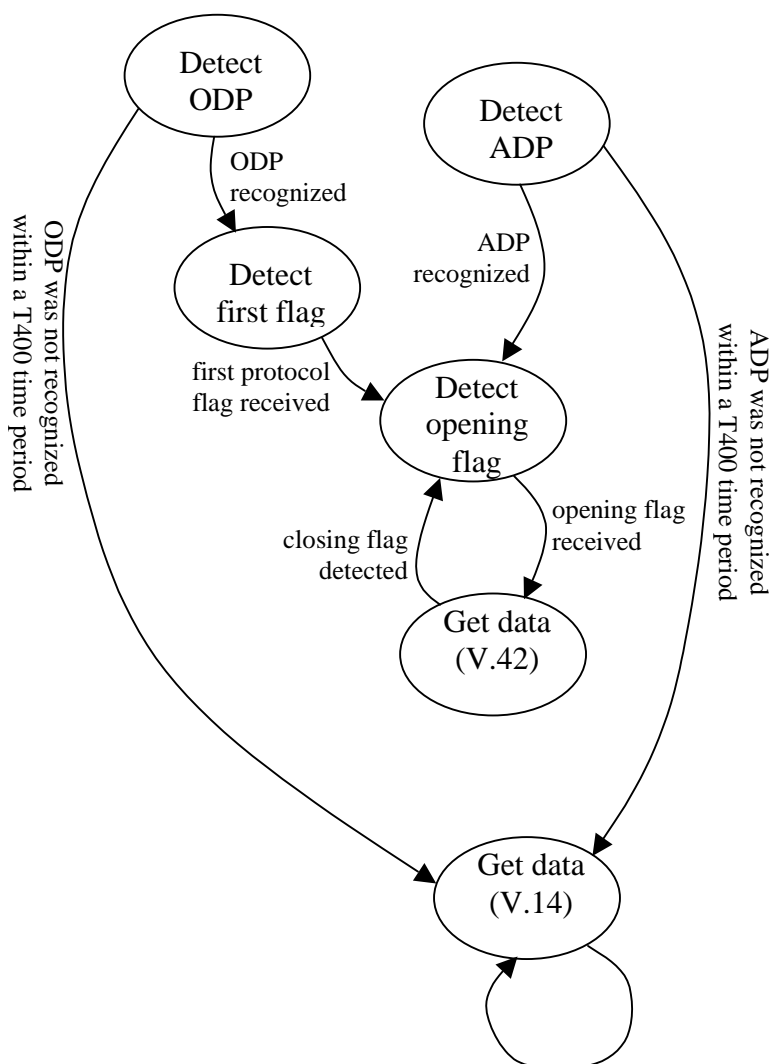 Detect
ODP
Detect
ADP
ODP
recognized
ADP
recognized
ODP was not recognized
within a T400 time period
ADP was not recognized
within a T400 time period
Detect
first flag
first protocol
flag received
Detect
opening
flag
closing flag
detected
opening flag
received
Get data
(V.42)
Get data
(V.14)